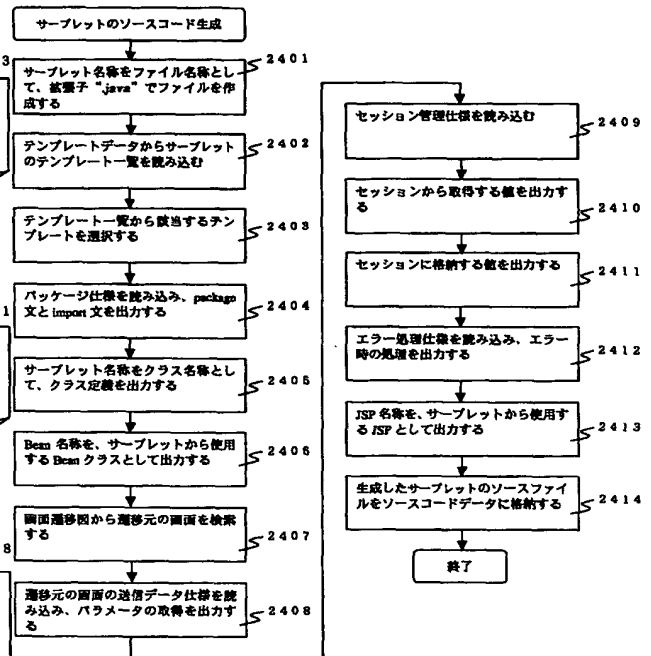 サーブレットのソースコード生成
3
サーブレット名称をファイル名称とし
て、拡張子“.java”でファイルを作
成する
2401
テンプレートデータからサーブレット
のテンプレート一覧を読み込む
2402
テンプレート一覧から該当するテン
プレートを選択する
2403
1
パッケージ仕様を読み込み、package
文と import 文を出力する
2404
サーブレット名称をクラス名称とし
て、クラス定義を出力する
2405
Bean 名称を、サーブレットから使用
する Bean クラスとして出力する
2406
画面遷移図から遷移元の画面を検索
する
2407
8
遷移元の画面の送信データ仕様を読
み込み、パラメータの取得を出力す
る
2408
セッション管理仕様を読み込む
2409
セッションから取得する値を出力す
る
2410
セッションに格納する値を出力する
2411
エラー処理仕様を読み込み、エラー
時の処理を出力する
2412
JSP 名称を、サーブレットから使用す
る JSP として出力する
2413
生成したサーブレットのソースファイ
ルをソースコードデータに格納する
2414
終了